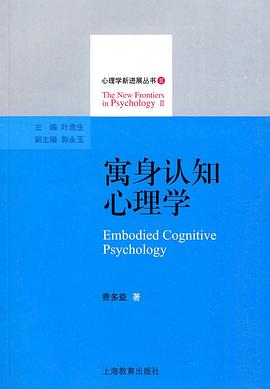 心理学新进展丛书 II
The New Frontiers
in Psychology II
主 编 叶浩生
副主编 郭永玉
寓身认知
心理学
Embodied Cognitive
Psychology
费多益 著
上海教育出版社